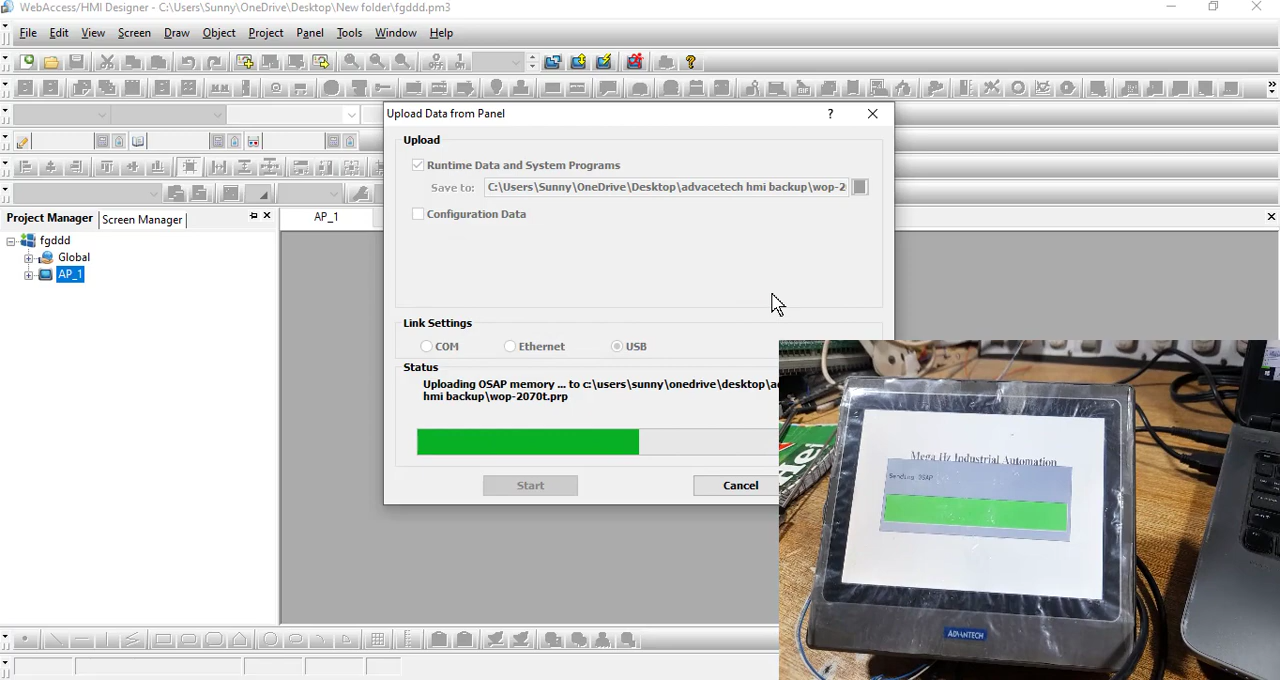 WebAccess/HMI Designer - C:\Users\Sunny\OneDrive\Desktop\New folder\fgddd.pm3
File Edit View Screen Draw Object Project Panel Tools Window Help
Project Manager Screen Manager
fgddd
Global
AP_1
AP_1
Upload Data from Panel
Upload
Runtime Data and System Programs
Save to: C:\Users\Sunny\OneDrive\Desktop\advacetech hmi backup\wop-2
Configuration Data
Link Settings
COM Ethernet USB
Status
Uploading OSAP memory ... to c:\users\sunny\onedrive\desktop\ad
hmi backup\wop-2070t.prp
Start Cancel
Mega Hz Industrial Automation
Sending OSAP
ADVANTECH